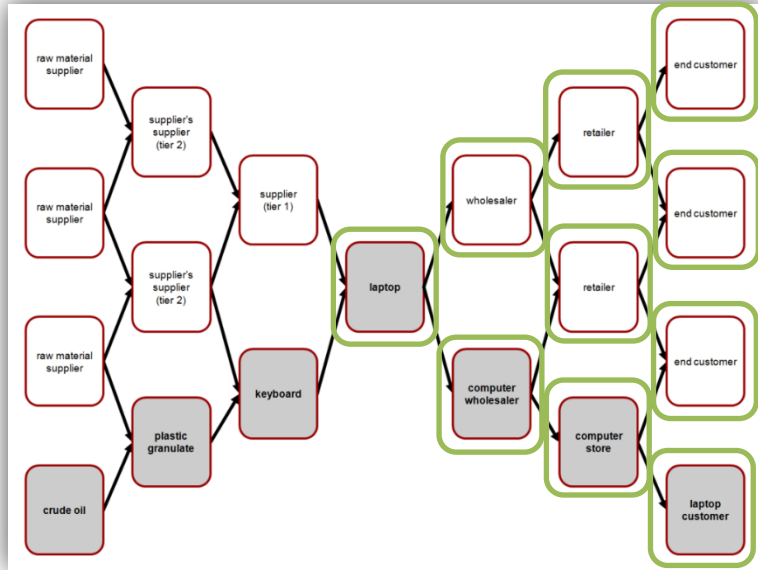 raw material
supplier
raw material
supplier
raw material
supplier
crude oil
supplier's
supplier
(tier 2)
supplier's
supplier
(tier 2)
plastic
granulate
supplier
(tier 1)
keyboard
laptop
wholesaler
computer
wholesaler
retailer
retailer
computer
store
end customer
end customer
end customer
laptop
customer